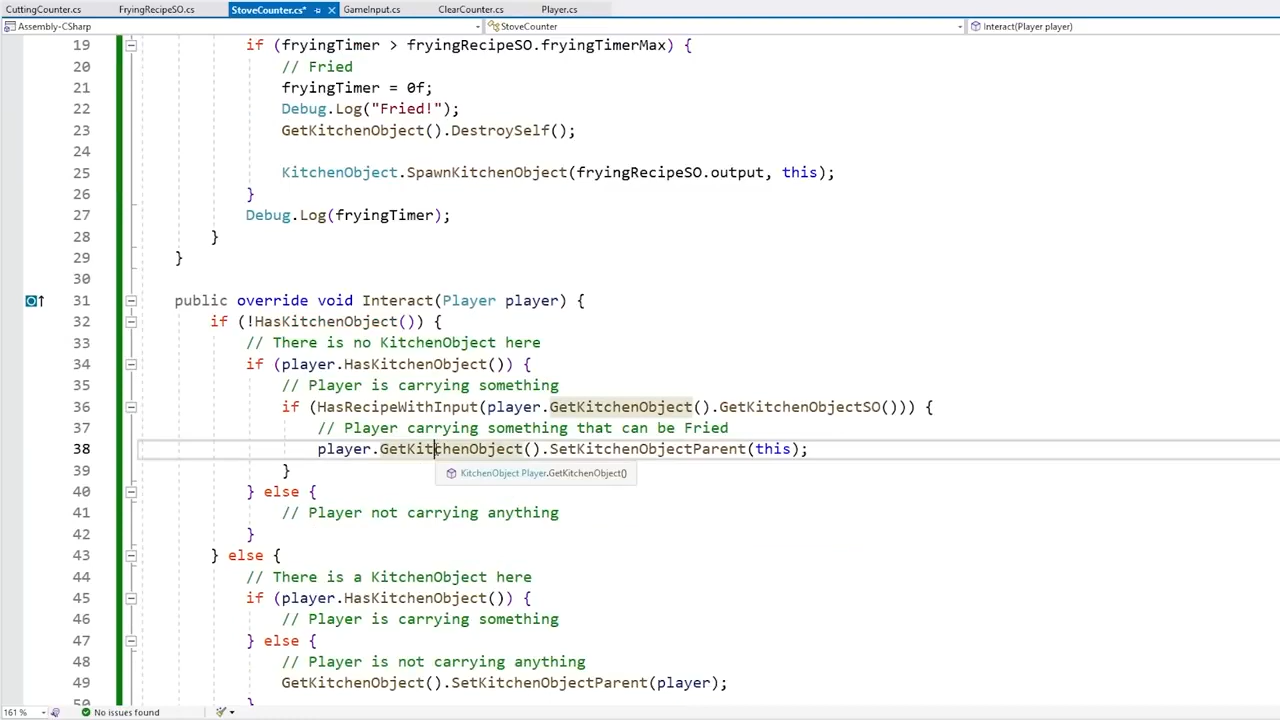 CuttingCounter.cs FryingRecipeSO.cs StoveCounter.cs* GameInput.cs ClearCounter.cs Player.cs
Assembly-CSharp StoveCounter Interact(Player player)
19 if (fryingTimer > fryingRecipeSO.fryingTimerMax) {
20 // Fried
21 fryingTimer = 0f;
22 Debug.Log("Fried!");
23 GetKitchenObject().DestroySelf();
24
25 KitchenObject.SpawnKitchenObject(fryingRecipeSO.output, this);
26 }
27 Debug.Log(fryingTimer);
28 }
29 }
30
31 public override void Interact(Player player) {
32 if (!HasKitchenObject()) {
33 // There is no KitchenObject here
34 if (player.HasKitchenObject()) {
35 // Player is carrying something
36 if (HasRecipeWithInput(player.GetKitchenObject().GetKitchenObjectSO())) {
37 // Player carrying something that can be Fried
38 player.GetKitchenObject().SetKitchenObjectParent(this);
39 }
KitchenObject Player.GetKitchenObject()
40 } else {
41 // Player not carrying anything
42 }
43 } else {
44 // There is a KitchenObject here
45 if (player.HasKitchenObject()) {
46 // Player is carrying something
47 } else {
48 // Player is not carrying anything
49 GetKitchenObject().SetKitchenObjectParent(player);
50 }
161 % No issues found